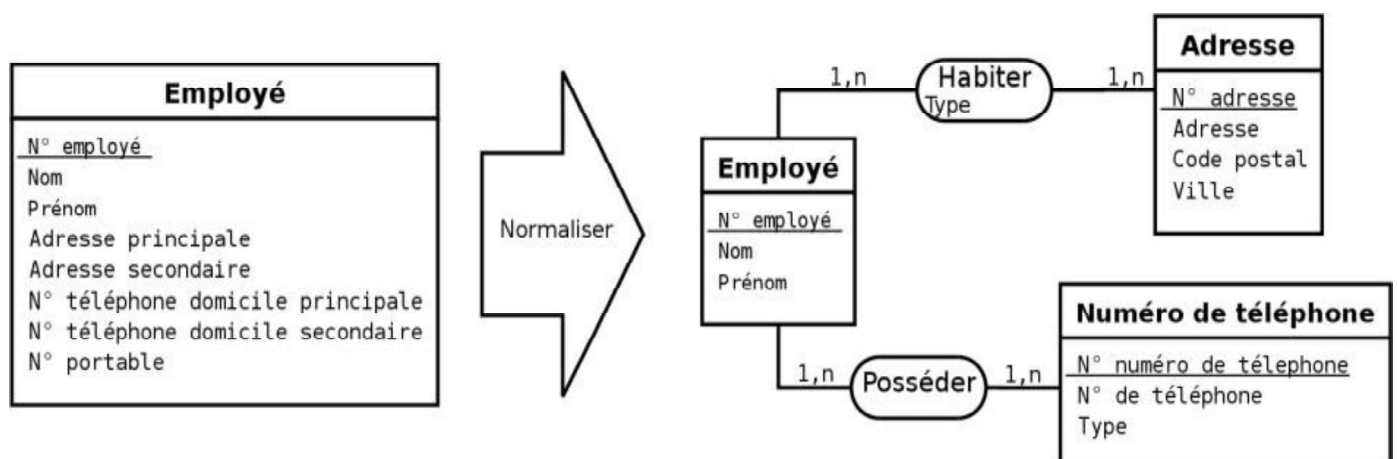 Employé
N° employé
Nom
Prénom
Adresse principale
Adresse secondaire
N° téléphone domicile principale
N° téléphone domicile secondaire
N° portable
Normaliser
1,n
Habiter
Type
1,n
Adresse
N° adresse
Adresse
Code postal
Ville
Employé
N° employé
Nom
Prénom
1,n
Posséder
1,n
Numéro de téléphone
N° numéro de télephone
N° de téléphone
Type